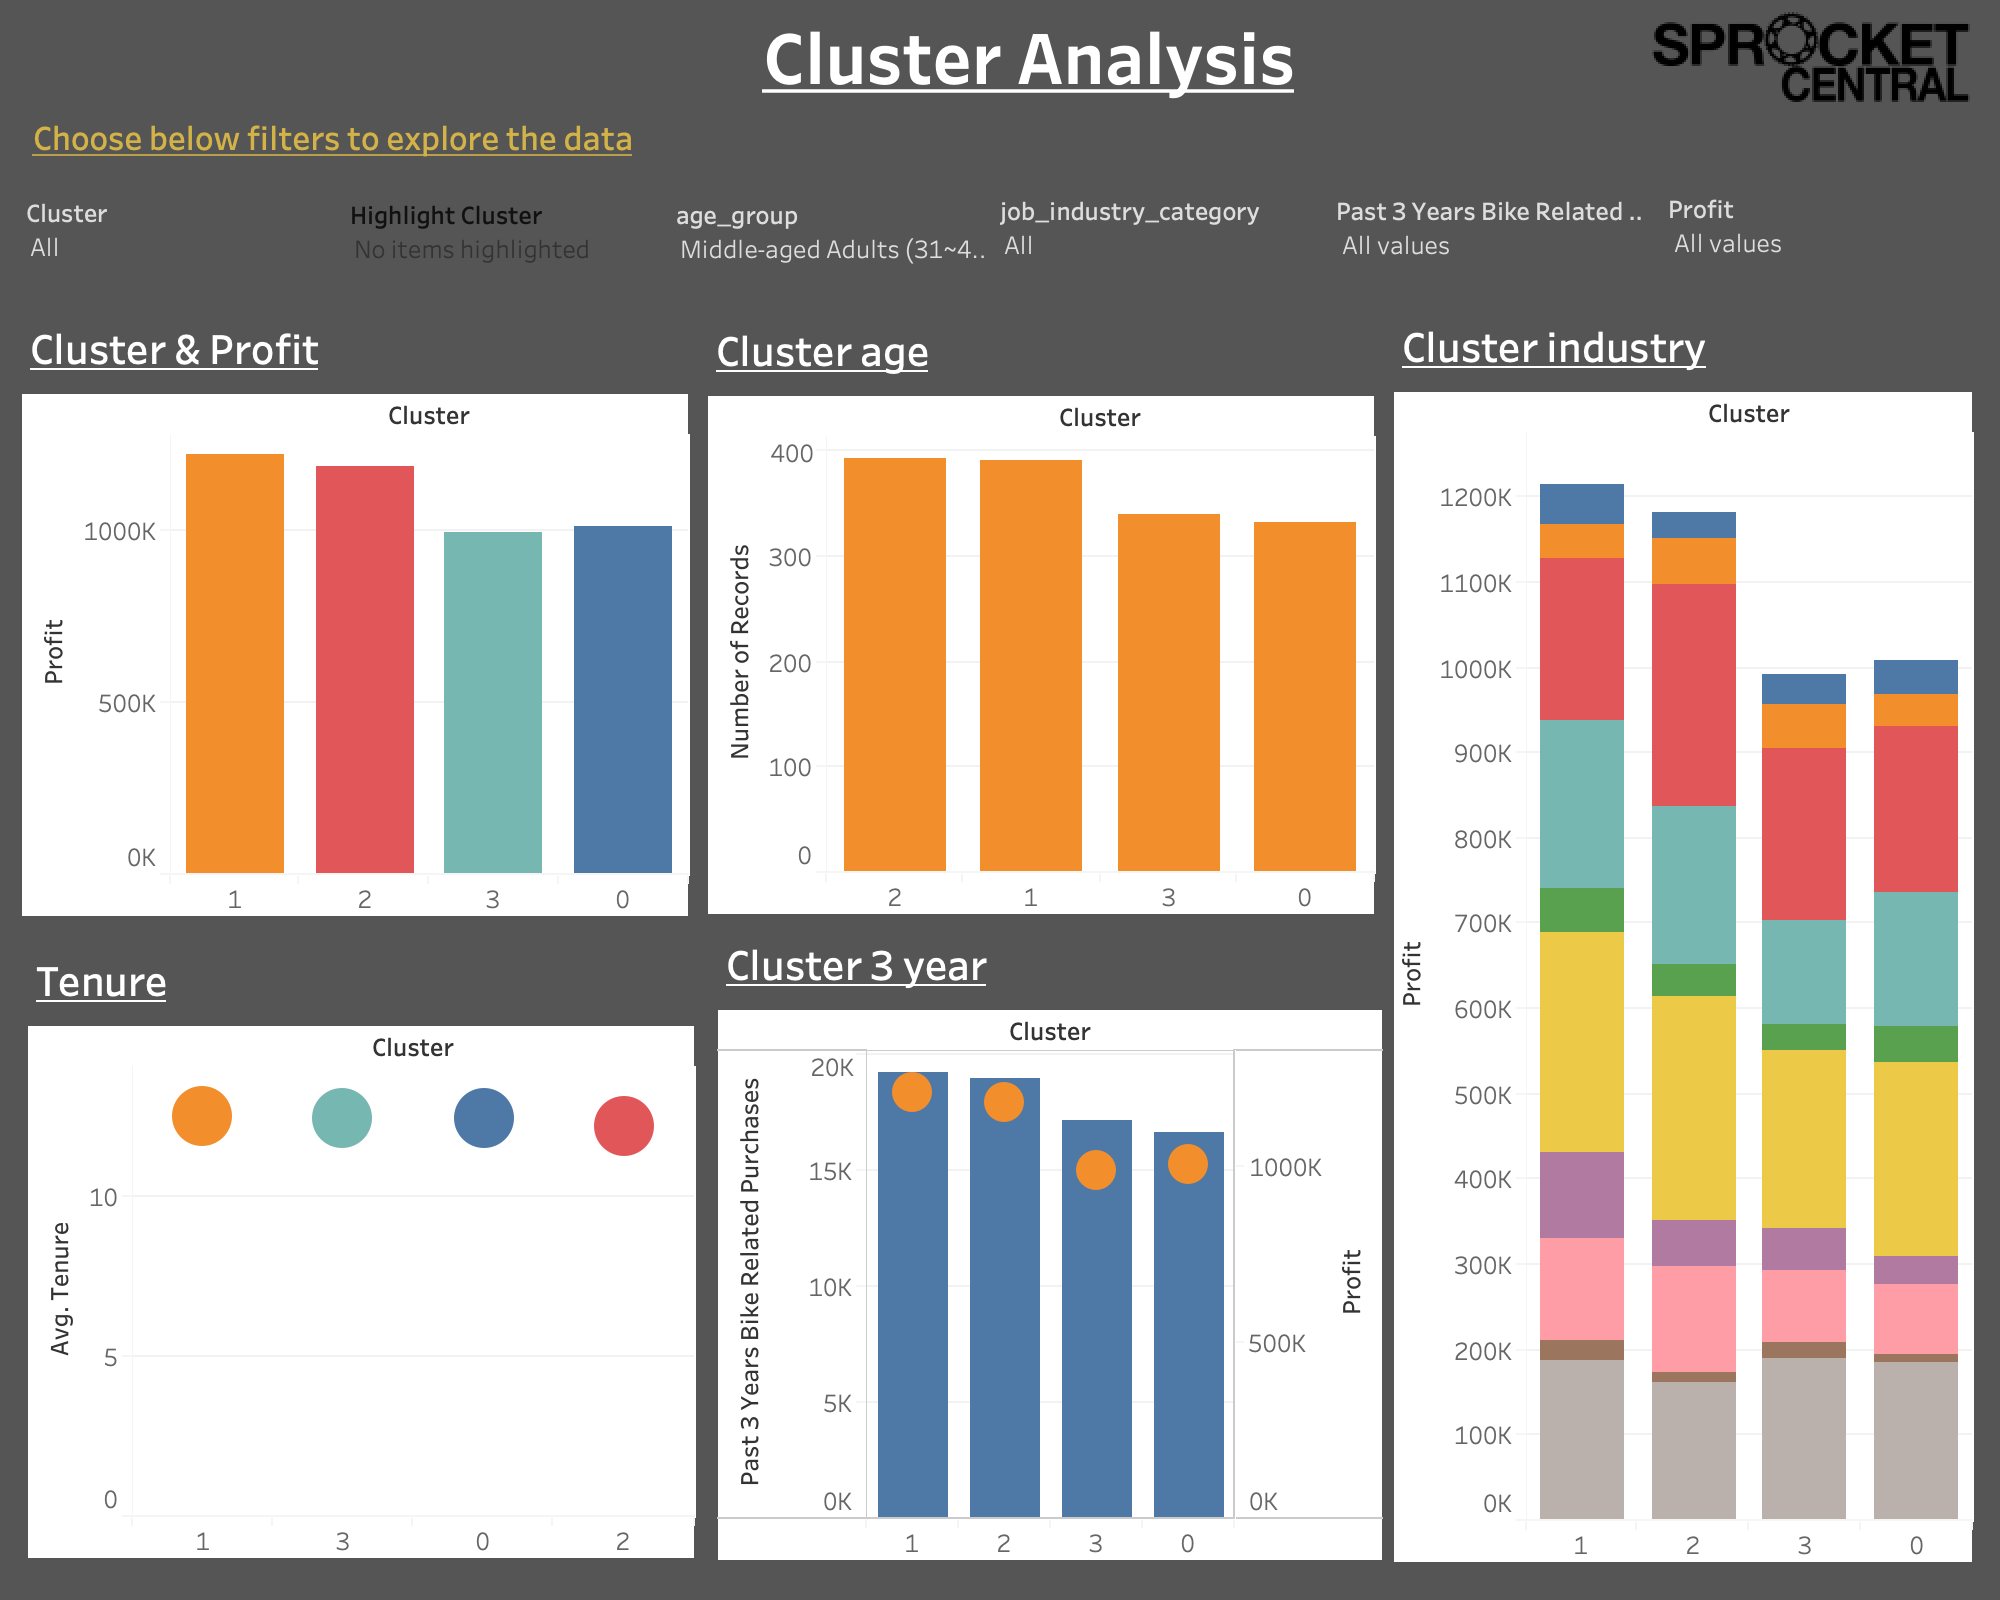 Cluster Analysis
SPROCKET
CENTRAL
Choose below filters to explore the data
Cluster
All
Highlight Cluster
No items highlighted
age_group
Middle-aged Adults (31~4..
job_industry_category
All
Past 3 Years Bike Related ..
All values
Profit
All values
Cluster & Profit
Cluster
Profit
1000K
500K
0K
1 2 3 0
Cluster age
Cluster
Number of Records
400
300
200
100
0
2 1 3 0
Cluster industry
Cluster
Profit
1200K
1100K
1000K
900K
800K
700K
600K
500K
400K
300K
200K
100K
0K
1 2 3 0
Tenure
Cluster
Avg. Tenure
10
5
0
1 3 0 2
Cluster 3 year
Cluster
Past 3 Years Bike Related Purchases
20K
15K
10K
5K
0K
1000K
500K
0K
Profit
1 2 3 0